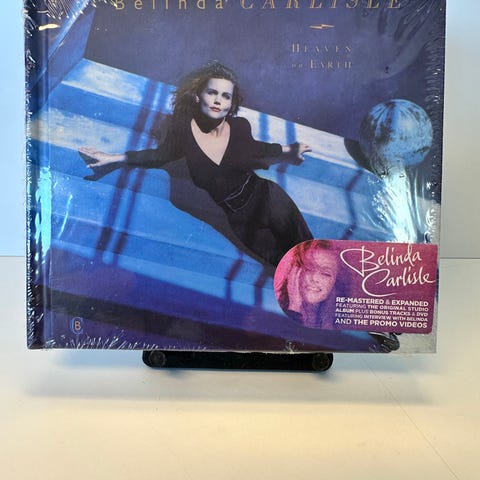 Belinda CARLISLE
HEAVEN
ON EARTH
Belinda
Carlisle
RE-MASTERED & EXPANDED
FEATURING THE ORIGINAL STUDIO
ALBUM PLUS BONUS TRACKS & DVD
FEATURING INTERVIEW WITH BELINDA
AND THE PROMO VIDEOS
B